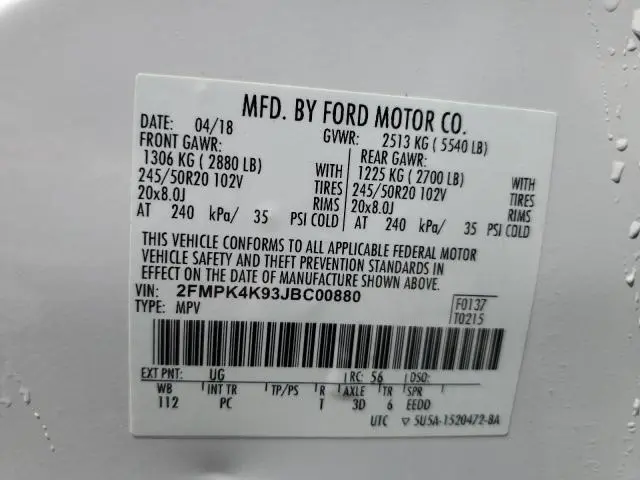 MFD. BY FORD MOTOR CO.
DATE: 04/18 GVWR: 2513 KG ( 5540 LB)
FRONT GAWR: REAR GAWR:
1306 KG ( 2880 LB) WITH 1225 KG ( 2700 LB) WITH
245/50R20 102V TIRES 245/50R20 102V TIRES
20x8.0J RIMS 20x8.0J RIMS
AT 240 kPa/ 35 PSI COLD AT 240 kPa/ 35 PSI COLD
THIS VEHICLE CONFORMS TO ALL APPLICABLE FEDERAL MOTOR
VEHICLE SAFETY AND THEFT PREVENTION STANDARDS IN
EFFECT ON THE DATE OF MANUFACTURE SHOWN ABOVE.
VIN: 2FMPK4K93JBC00880 F0137
TYPE: MPV T0215
EXT PNT: UG RC: 56 DSO:
WB INT TR TP/PS R AXLE TR SPR
112 PC 1 3D 6 EEDD
UTC ▽ 5U5A-1520472-BA